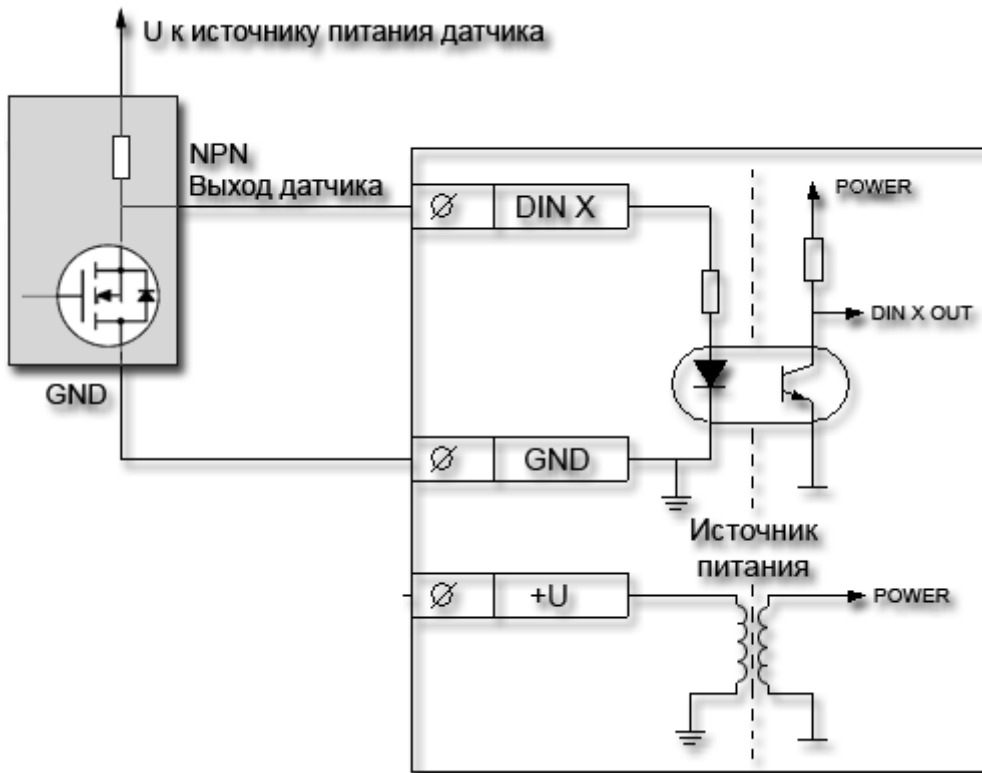 U к источнику питания датчика
NPN
Выход датчика
DIN X
POWER
DIN X OUT
GND
GND
Источник
питания
+U
POWER